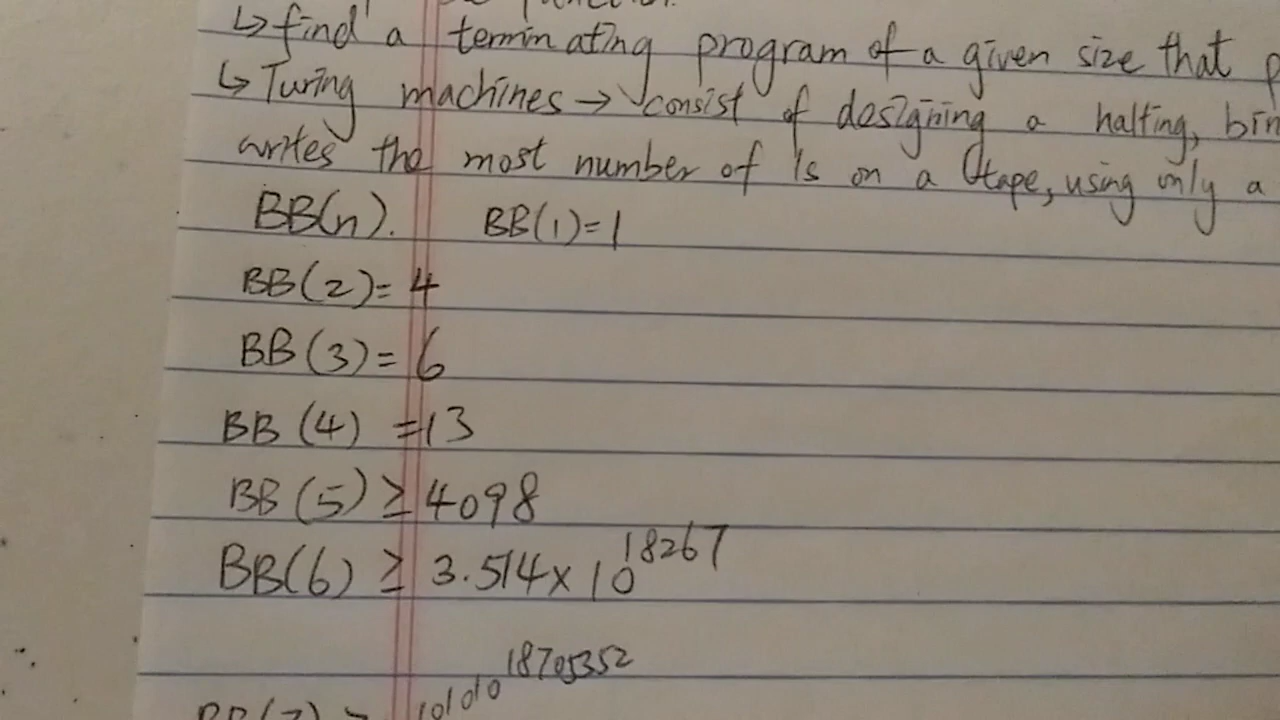 ↳ find a terminating program of a given size that
↳ Turing machines → consist of designing a halting,
writes the most number of 1s on a tape, using only a
BB(n). BB(1)=1
BB(2)= 4
BB(3)= 6
BB(4) =13
BB(5) ≥ 4098
BB(6) ≥ 3.514×10^18267
10^10^10^18705352